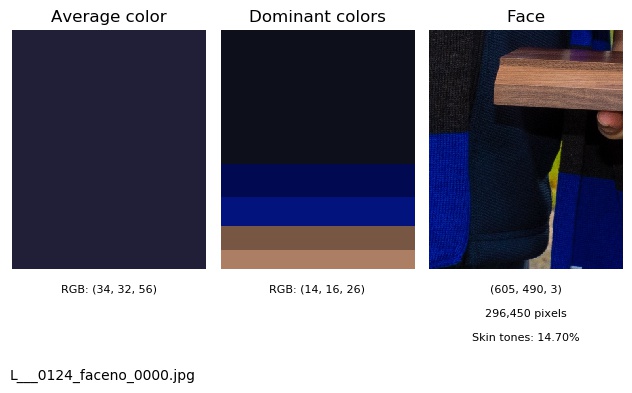 Average color
Dominant colors
Face
RGB: (34, 32, 56)
RGB: (14, 16, 26)
(605, 490, 3)
296,450 pixels
Skin tones: 14.70%
L___0124_faceno_0000.jpg